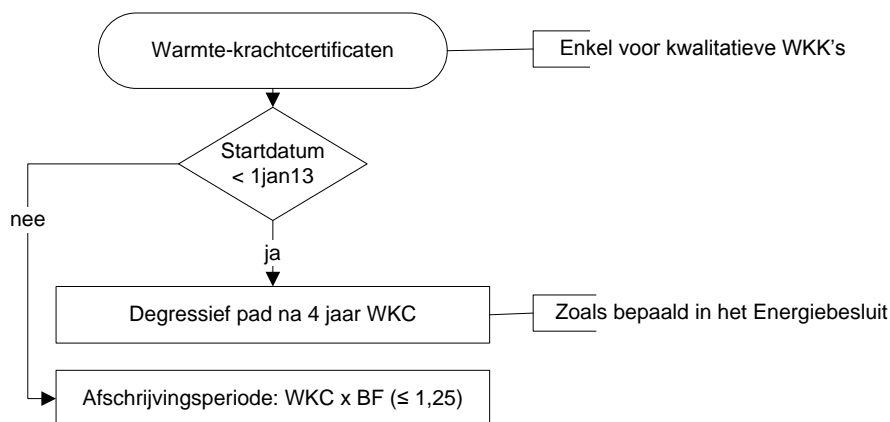 Warmte-krachtcertificaten
Enkel voor kwalitatieve WKK's
Startdatum
< 1jan13
nee
ja
Degressief pad na 4 jaar WKC
Zoals bepaald in het Energiebesluit
Afschrijvingsperiode: WKC x BF (≤ 1,25)